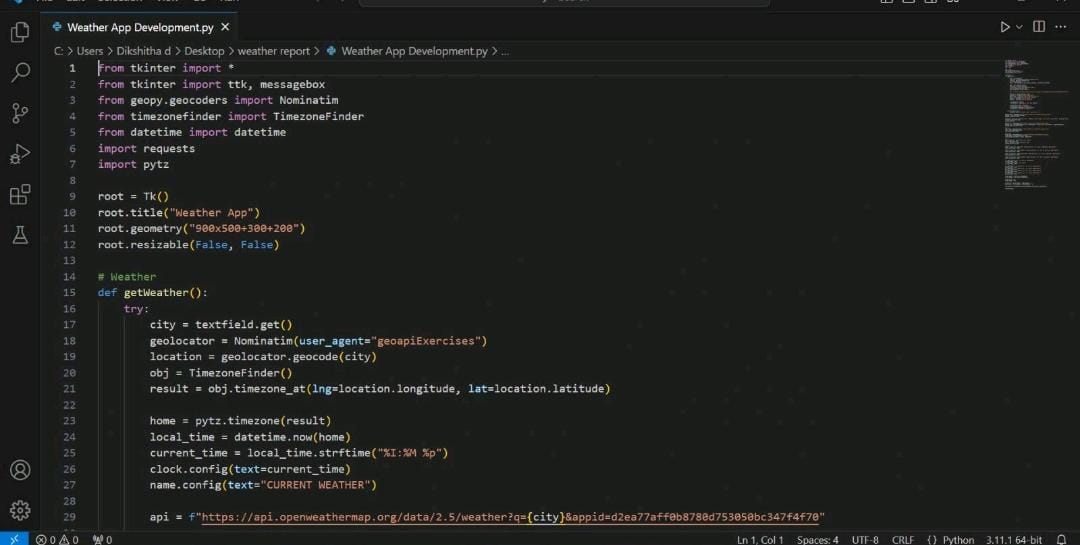 Weather App Development.py ×
C: > Users > Dikshitha d > Desktop > weather report > Weather App Development.py > ...
1 from tkinter import *
2 from tkinter import ttk, messagebox
3 from geopy.geocoders import Nominatim
4 from timezonefinder import TimezoneFinder
5 from datetime import datetime
6 import requests
7 import pytz
8
9 root = Tk()
10 root.title("Weather App")
11 root.geometry("900x500+300+200")
12 root.resizable(False, False)
13
14 # Weather
15 def getWeather():
16 try:
17 city = textfield.get()
18 geolocator = Nominatim(user_agent="geoapiExercises")
19 location = geolocator.geocode(city)
20 obj = TimezoneFinder()
21 result = obj.timezone_at(lng=location.longitude, lat=location.latitude)
22
23 home = pytz.timezone(result)
24 local_time = datetime.now(home)
25 current_time = local_time.strftime("%I:%M %p")
26 clock.config(text=current_time)
27 name.config(text="CURRENT WEATHER")
28
29 api = f"https://api.openweathermap.org/data/2.5/weather?q={city}&appid=d2ea77aff0b8780d753050bc347f4f70"
0 0 0 Ln 1, Col 1 Spaces: 4 UTF-8 CRLF {} Python 3.11.1 64-bit